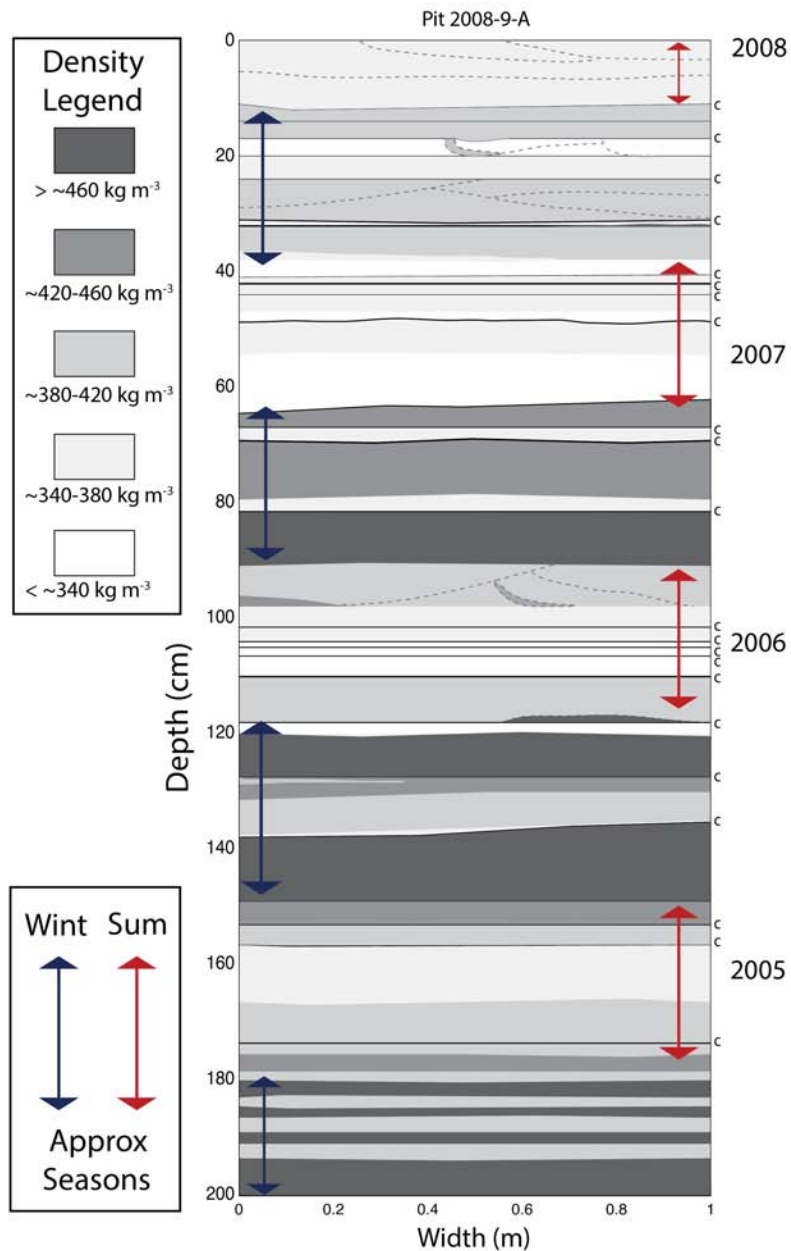 Pit 2008-9-A
Density
Legend
> ~460 kg m-3
~420-460 kg m-3
~380-420 kg m-3
~340-380 kg m-3
< ~340 kg m-3
Wint Sum
Approx
Seasons
Depth (cm)
0
20
40
60
80
100
120
140
160
180
200
0 0.2 0.4 0.6 0.8 1
Width (m)
2008
c
c
c
c
c
c
c
c
2007
c
c
c
c
c
c
c
2006
c
c
c
c
c
c
2005
c